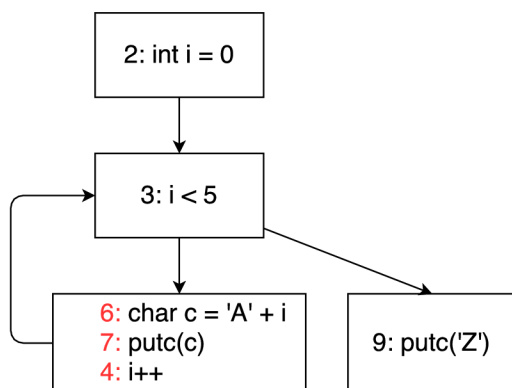 2: int i = 0
3: i < 5
6: char c = 'A' + i
7: putc(c)
4: i++
9: putc('Z')